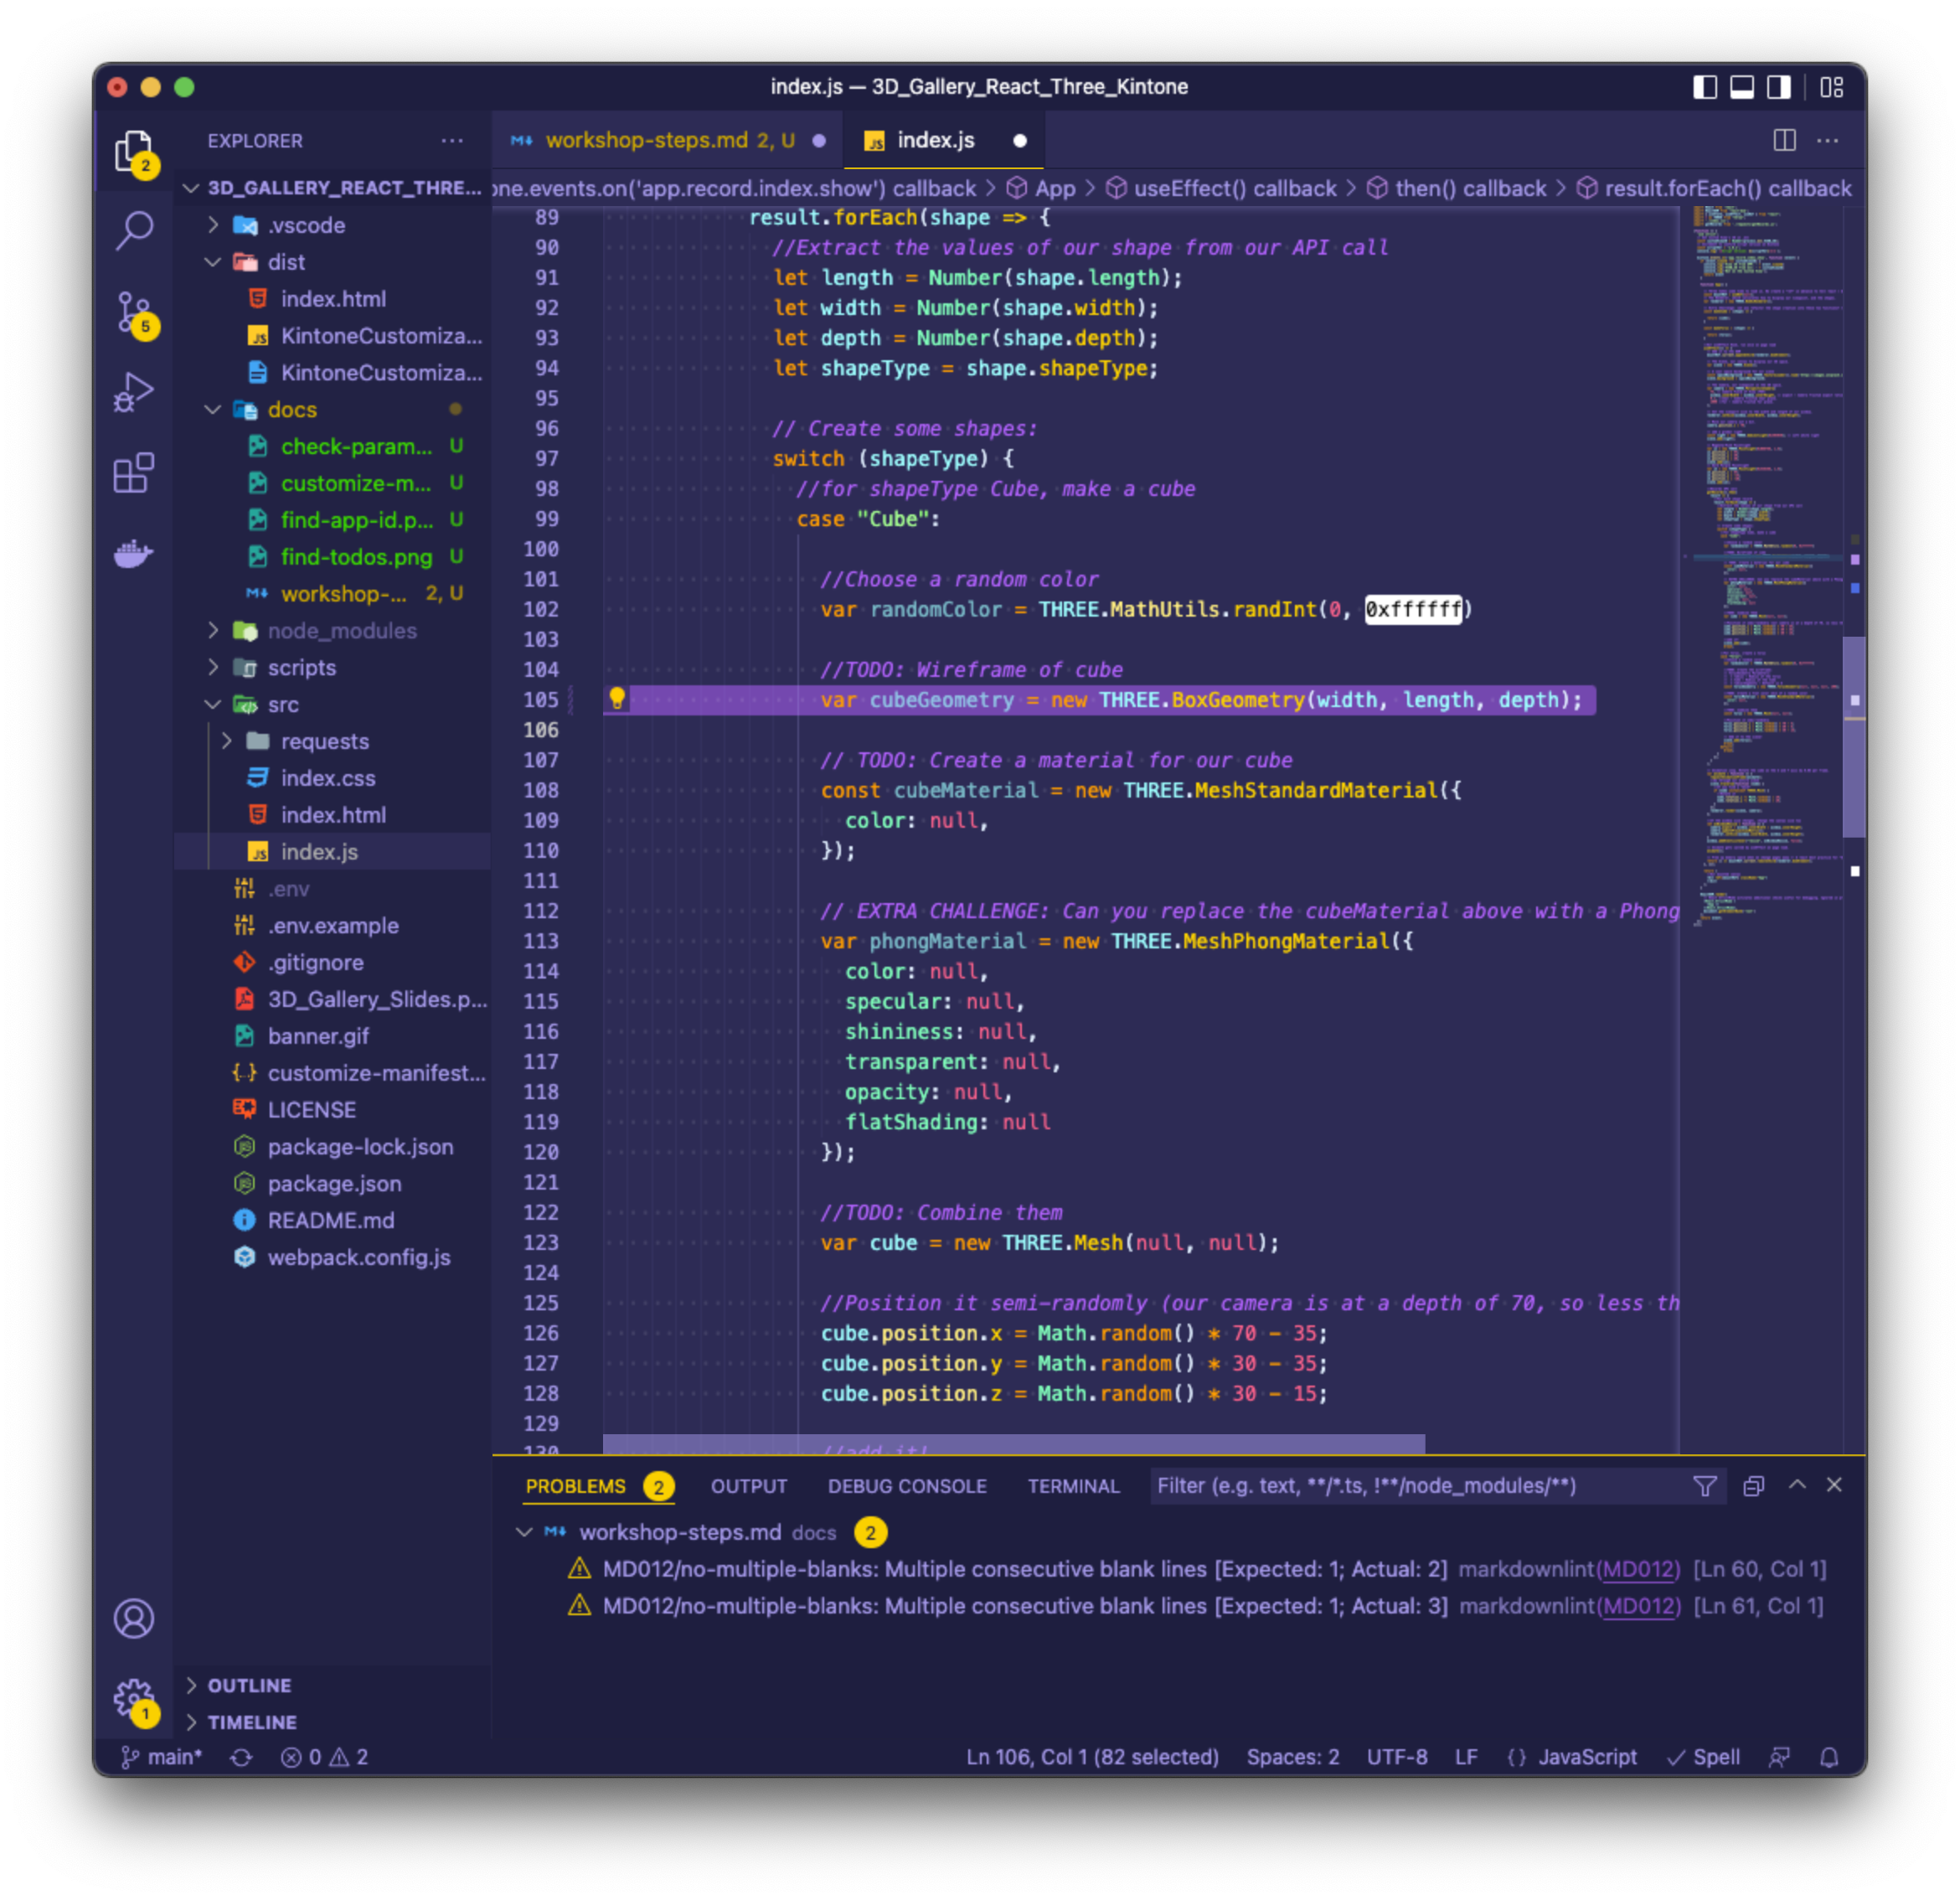 index.js — 3D_Gallery_React_Three_Kintone
EXPLORER
workshop-steps.md 2, U
JS index.js
3D_GALLERY_REACT_THRE...
one.events.on('app.record.index.show') callback > App > useEffect() callback > then() callback > result.forEach() callback
.vscode
dist
index.html
JS KintoneCustomiza...
KintoneCustomiza...
docs
check-param... U
customize-m... U
find-app-id.p... U
find-todos.png U
workshop-... 2, U
node_modules
scripts
src
requests
index.css
index.html
JS index.js
.env
.env.example
.gitignore
3D_Gallery_Slides.p...
banner.gif
customize-manifest...
LICENSE
package-lock.json
package.json
README.md
webpack.config.js
OUTLINE
TIMELINE
2
5
1
89 result.forEach(shape => {
90 //Extract the values of our shape from our API call
91 let length = Number(shape.length);
92 let width = Number(shape.width);
93 let depth = Number(shape.depth);
94 let shapeType = shape.shapeType;
95
96 // Create some shapes:
97 switch (shapeType) {
98 //for shapeType Cube, make a cube
99 case "Cube":
100
101 //Choose a random color
102 var randomColor = THREE.MathUtils.randInt(0, 0xffffff)
103
104 //TODO: Wireframe of cube
105 var cubeGeometry = new THREE.BoxGeometry(width, length, depth);
106
107 // TODO: Create a material for our cube
108 const cubeMaterial = new THREE.MeshStandardMaterial({
109 color: null,
110 });
111
112 // EXTRA CHALLENGE: Can you replace the cubeMaterial above with a Phong
113 var phongMaterial = new THREE.MeshPhongMaterial({
114 color: null,
115 specular: null,
116 shininess: null,
117 transparent: null,
118 opacity: null,
119 flatShading: null
120 });
121
122 //TODO: Combine them
123 var cube = new THREE.Mesh(null, null);
124
125 //Position it semi-randomly (our camera is at a depth of 70, so less th
126 cube.position.x = Math.random() * 70 - 35;
127 cube.position.y = Math.random() * 30 - 35;
128 cube.position.z = Math.random() * 30 - 15;
129
130 //add it!
PROBLEMS 2 OUTPUT DEBUG CONSOLE TERMINAL Filter (e.g. text, **/*.ts, !**/node_modules/**)
workshop-steps.md docs 2
MD012/no-multiple-blanks: Multiple consecutive blank lines [Expected: 1; Actual: 2] markdownlint(MD012) [Ln 60, Col 1]
MD012/no-multiple-blanks: Multiple consecutive blank lines [Expected: 1; Actual: 3] markdownlint(MD012) [Ln 61, Col 1]
main* 0 2 Ln 106, Col 1 (82 selected) Spaces: 2 UTF-8 LF {} JavaScript Spell